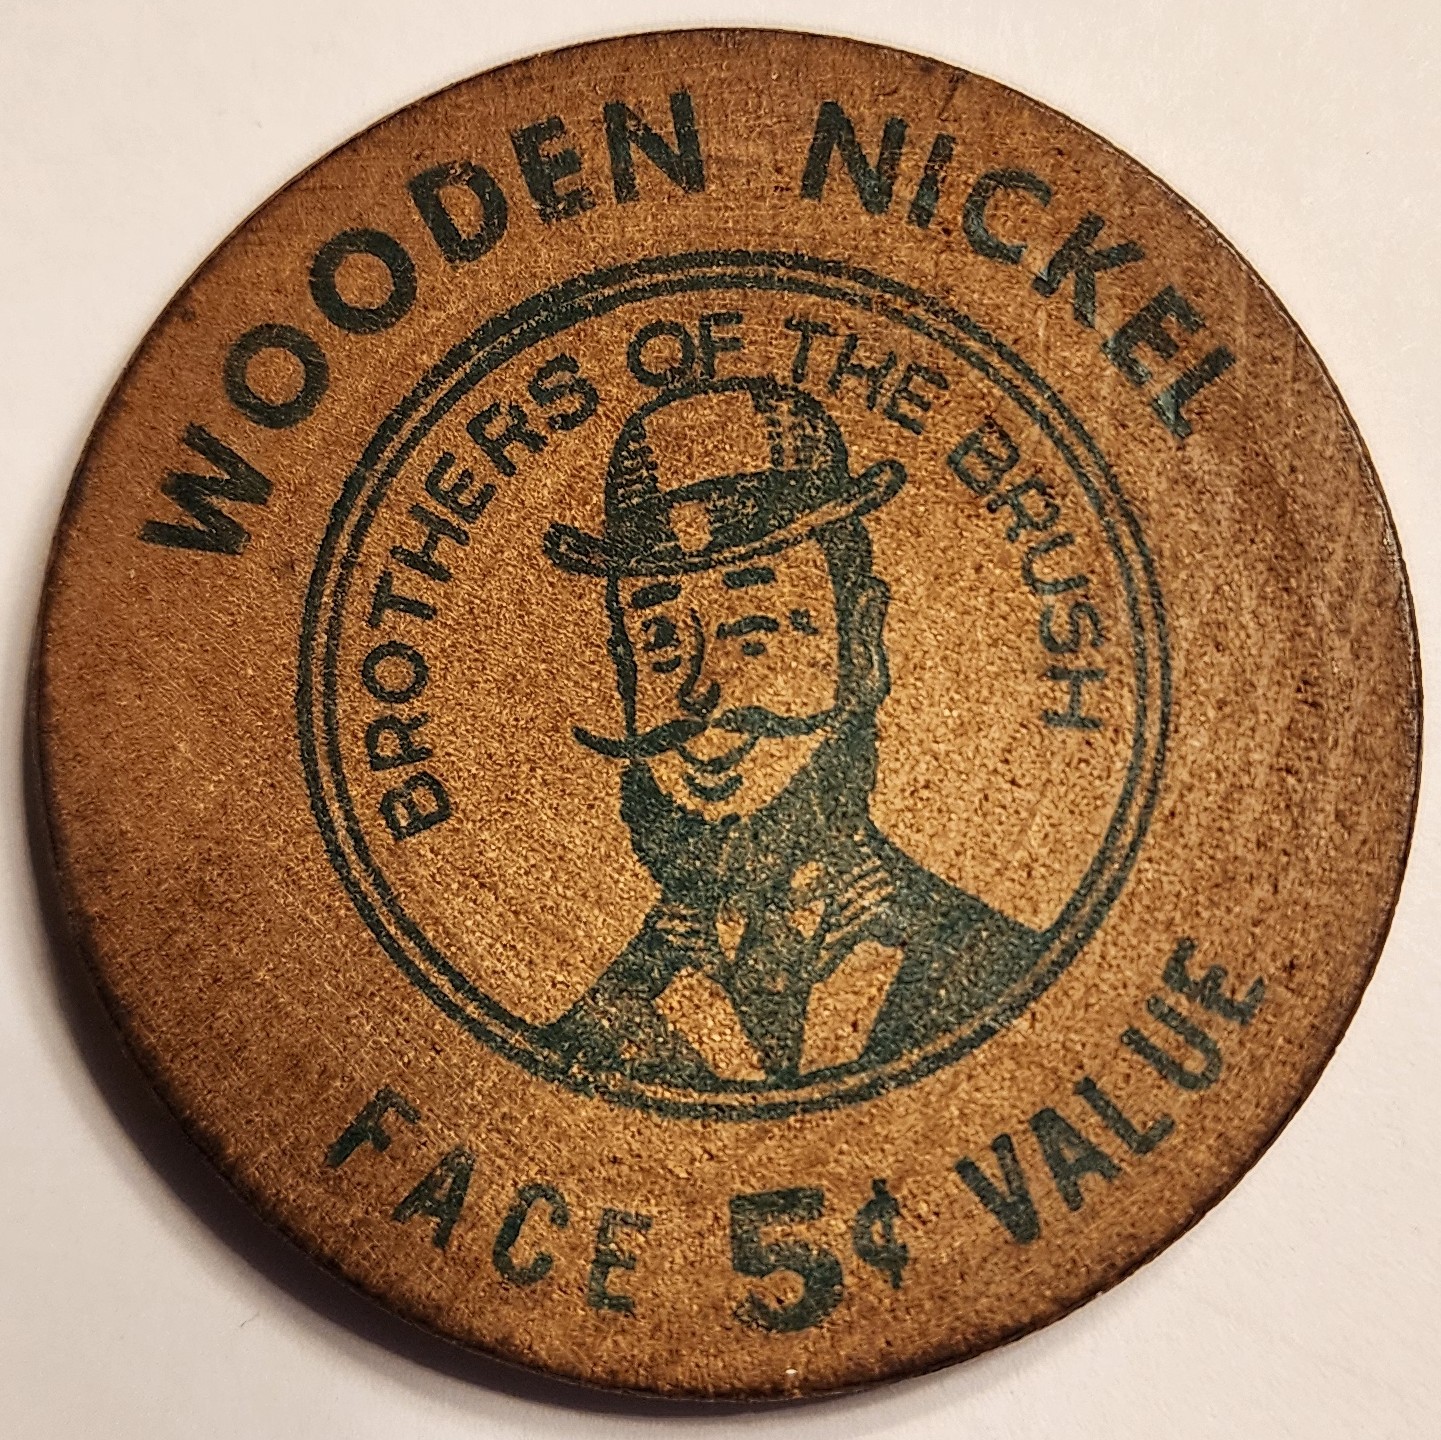 WOODEN NICKEL
BROTHERS OF THE BRUSH
FACE 5¢ VALUE